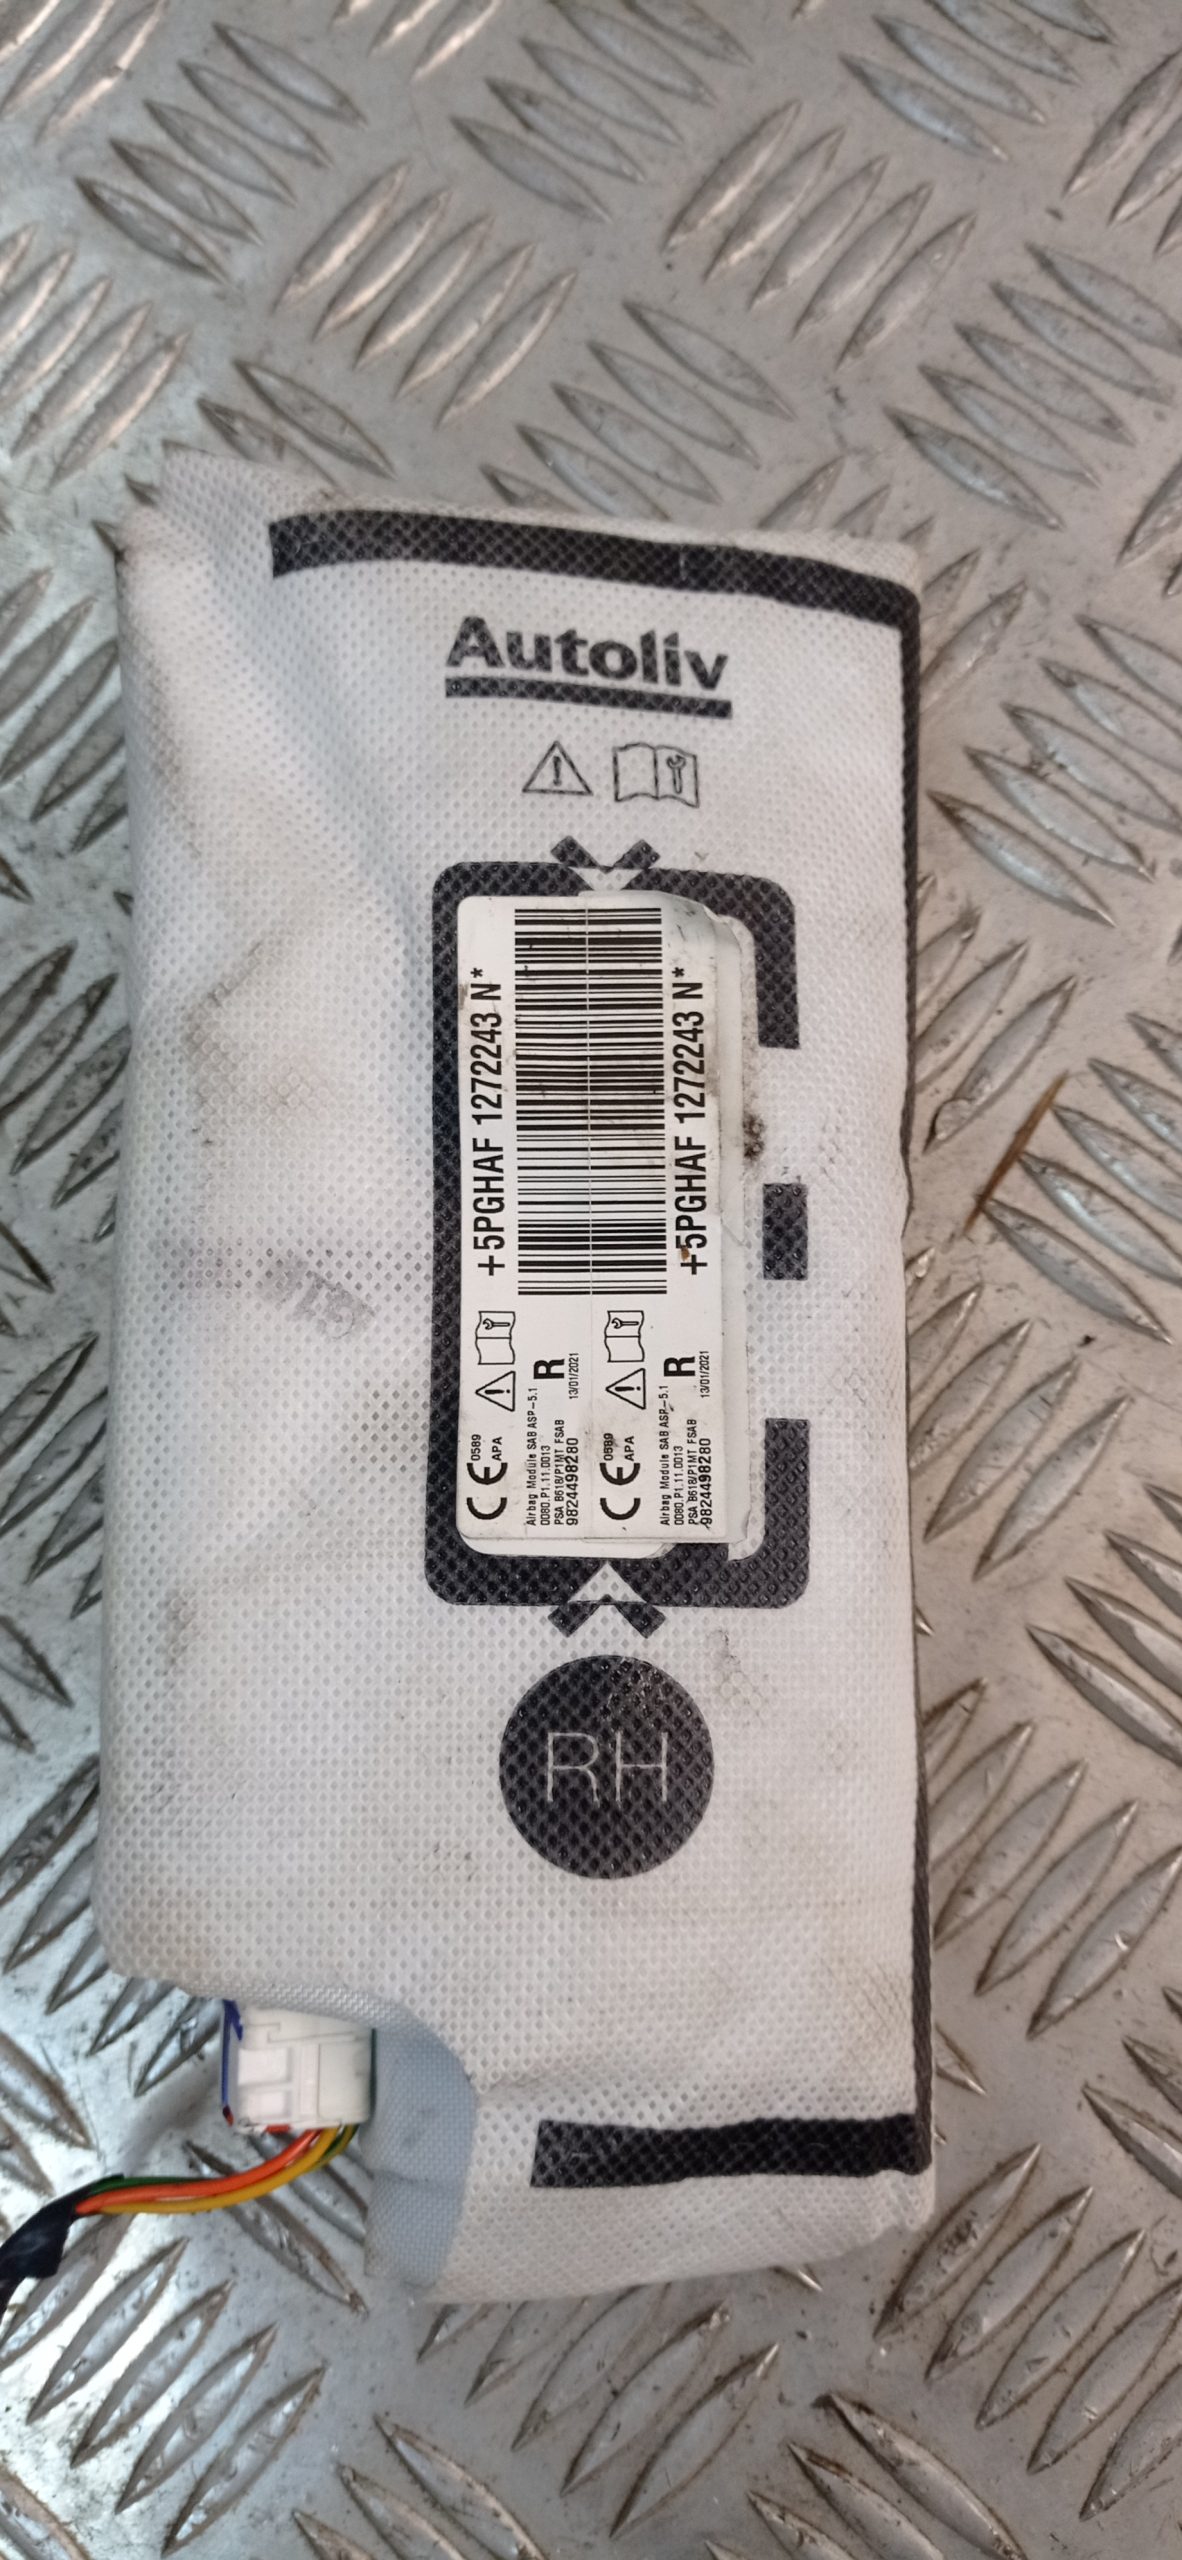 Autoliv
+5PGHAF 1272243 N*
CE 0589
APA
Airbag Module SAB ASP-5.1
0080.P1.11.0013
PSA B618/P1MT FSAB
9824498280
R
13/01/2021
CE 0589
APA
Airbag Module SAB ASP-5.1
0080.P1.11.0013
PSA B618/P1MT FSAB
9824498280
R
13/01/2021
+5PGHAF 1272243 N*
RH